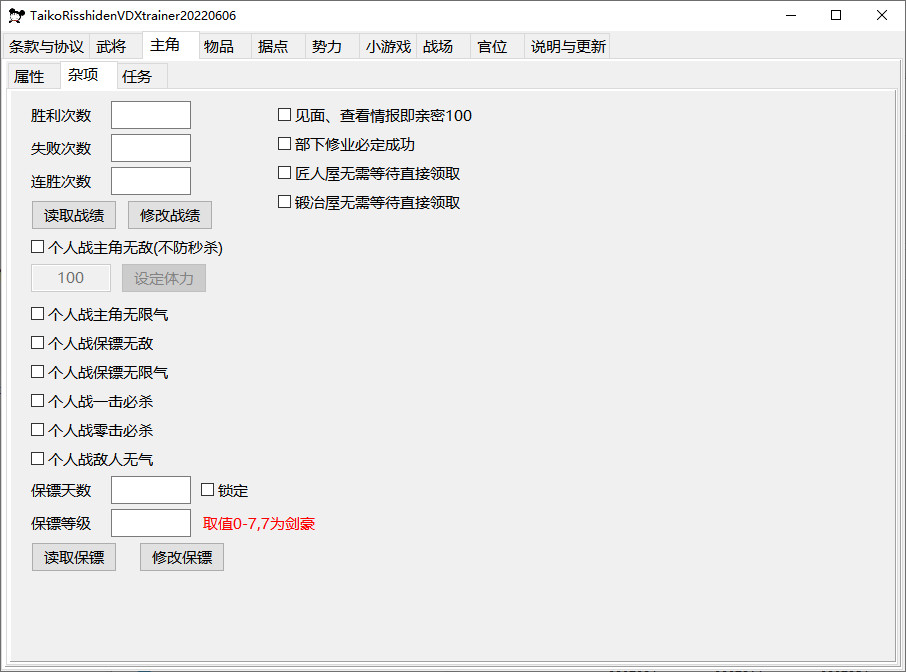 TaikoRisshidenVDXtrainer20220606
条款与协议 武将 主角 物品 据点 势力 小游戏 战场 官位 说明与更新
属性 杂项 任务
胜利次数
失败次数
连胜次数
读取战绩 修改战绩
个人战主角无敌(不防秒杀)
100 设定体力
个人战主角无限气
个人战保镖无敌
个人战保镖无限气
个人战一击必杀
个人战零击必杀
个人战敌人无气
保镖天数 锁定
保镖等级 取值0-7,7为剑豪
读取保镖 修改保镖
见面、查看情报即亲密100
部下修业必定成功
匠人屋无需等待直接领取
锻冶屋无需等待直接领取